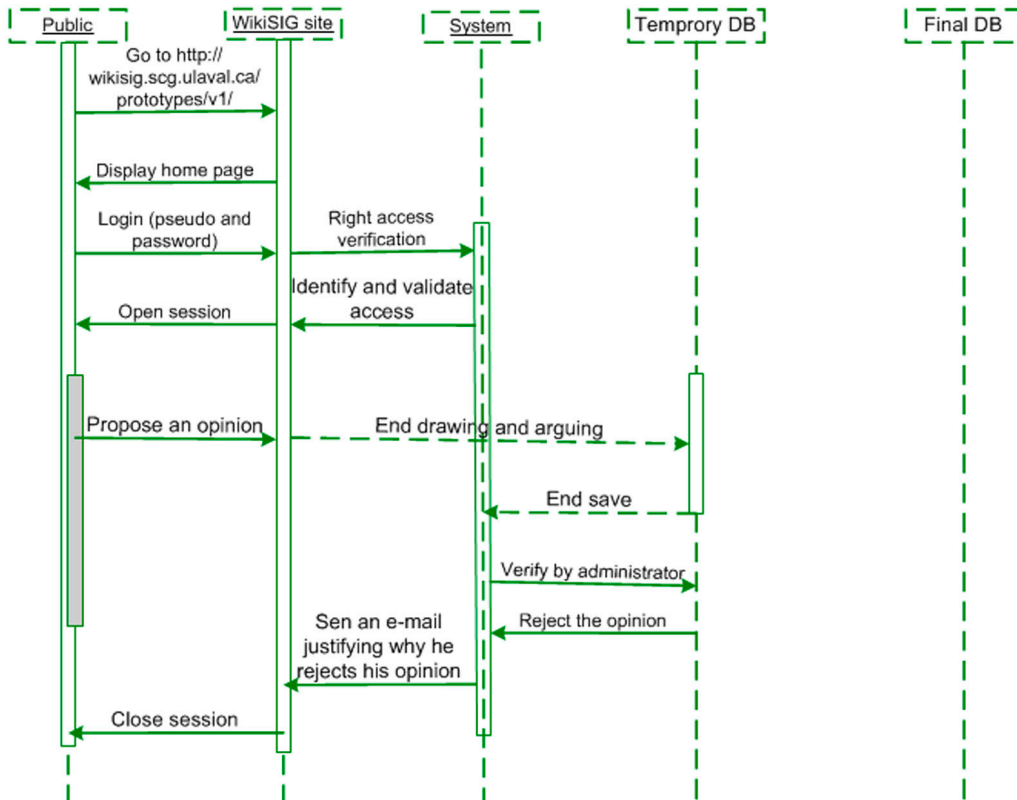 Public
WikiSIG site
System
Temprory DB
Final DB
Go to http://
wikisig.scg.ulaval.ca/
prototypes/v1/
Display home page
Login (pseudo and
password)
Right access
verification
Identify and validate
access
Open session
Propose an opinion
End drawing and arguing
End save
Verify by administrator
Reject the opinion
Sen an e-mail
justifying why he
rejects his opinion
Close session